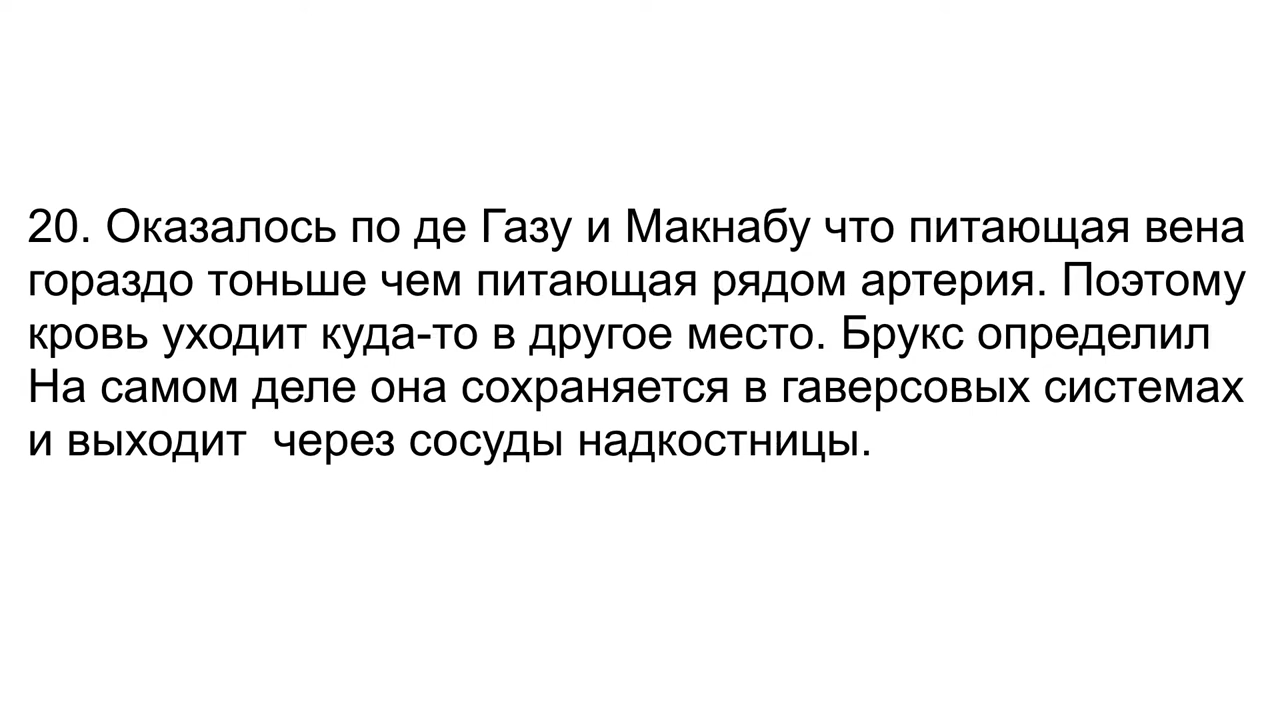 20. Оказалось по де Газу и Макнабу что питающая вена
гораздо тоньше чем питающая рядом артерия. Поэтому
кровь уходит куда-то в другое место. Брукс определил
На самом деле она сохраняется в гаверсовых системах
и выходит  через сосуды надкостницы.